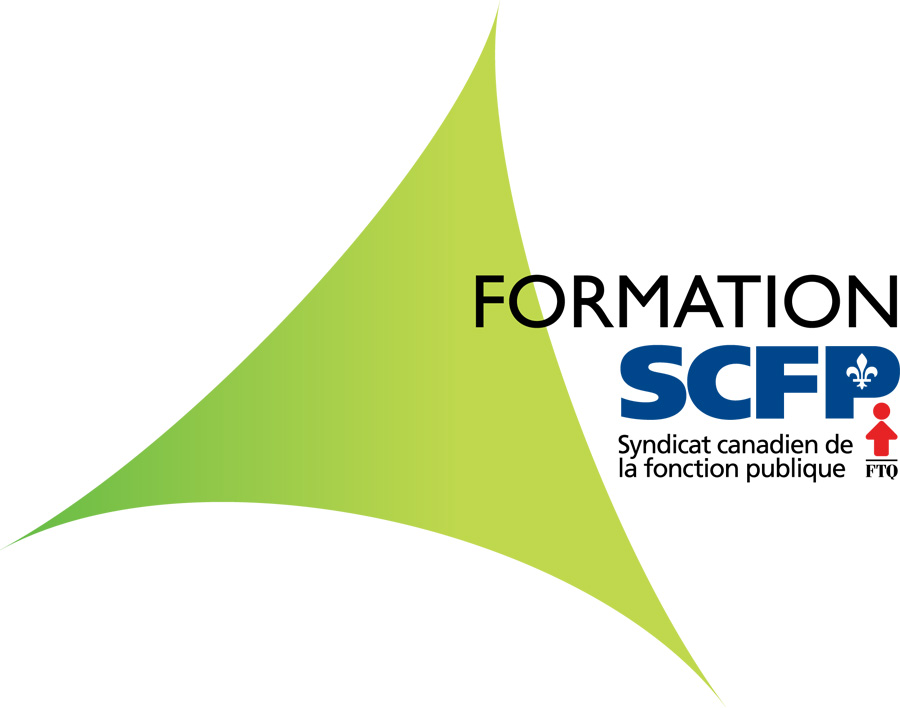 FORMATION
SCFP
Syndicat canadien de
la fonction publique
FTQ